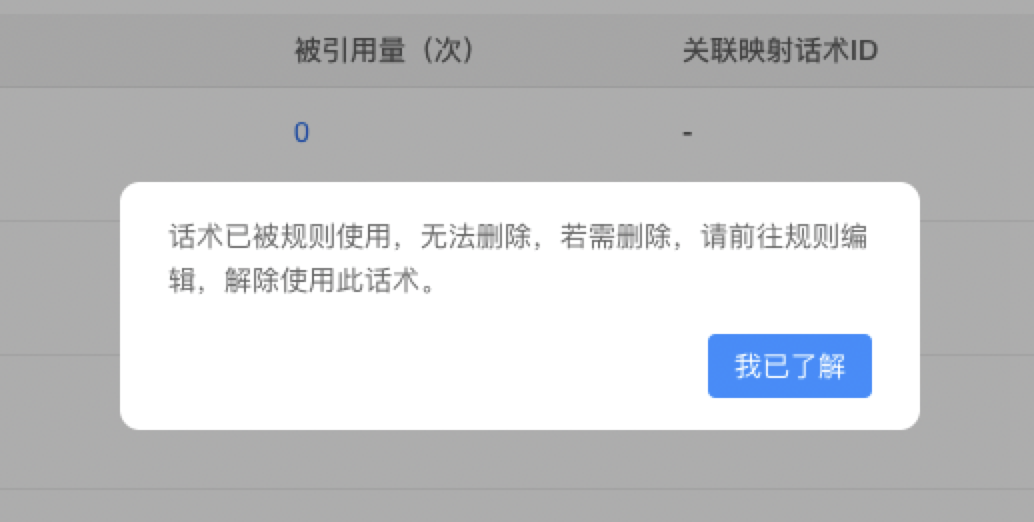 被引用量（次）
关联映射话术ID
0
-
话术已被规则使用，无法删除，若需删除，请前往规则编
辑，解除使用此话术。
我已了解